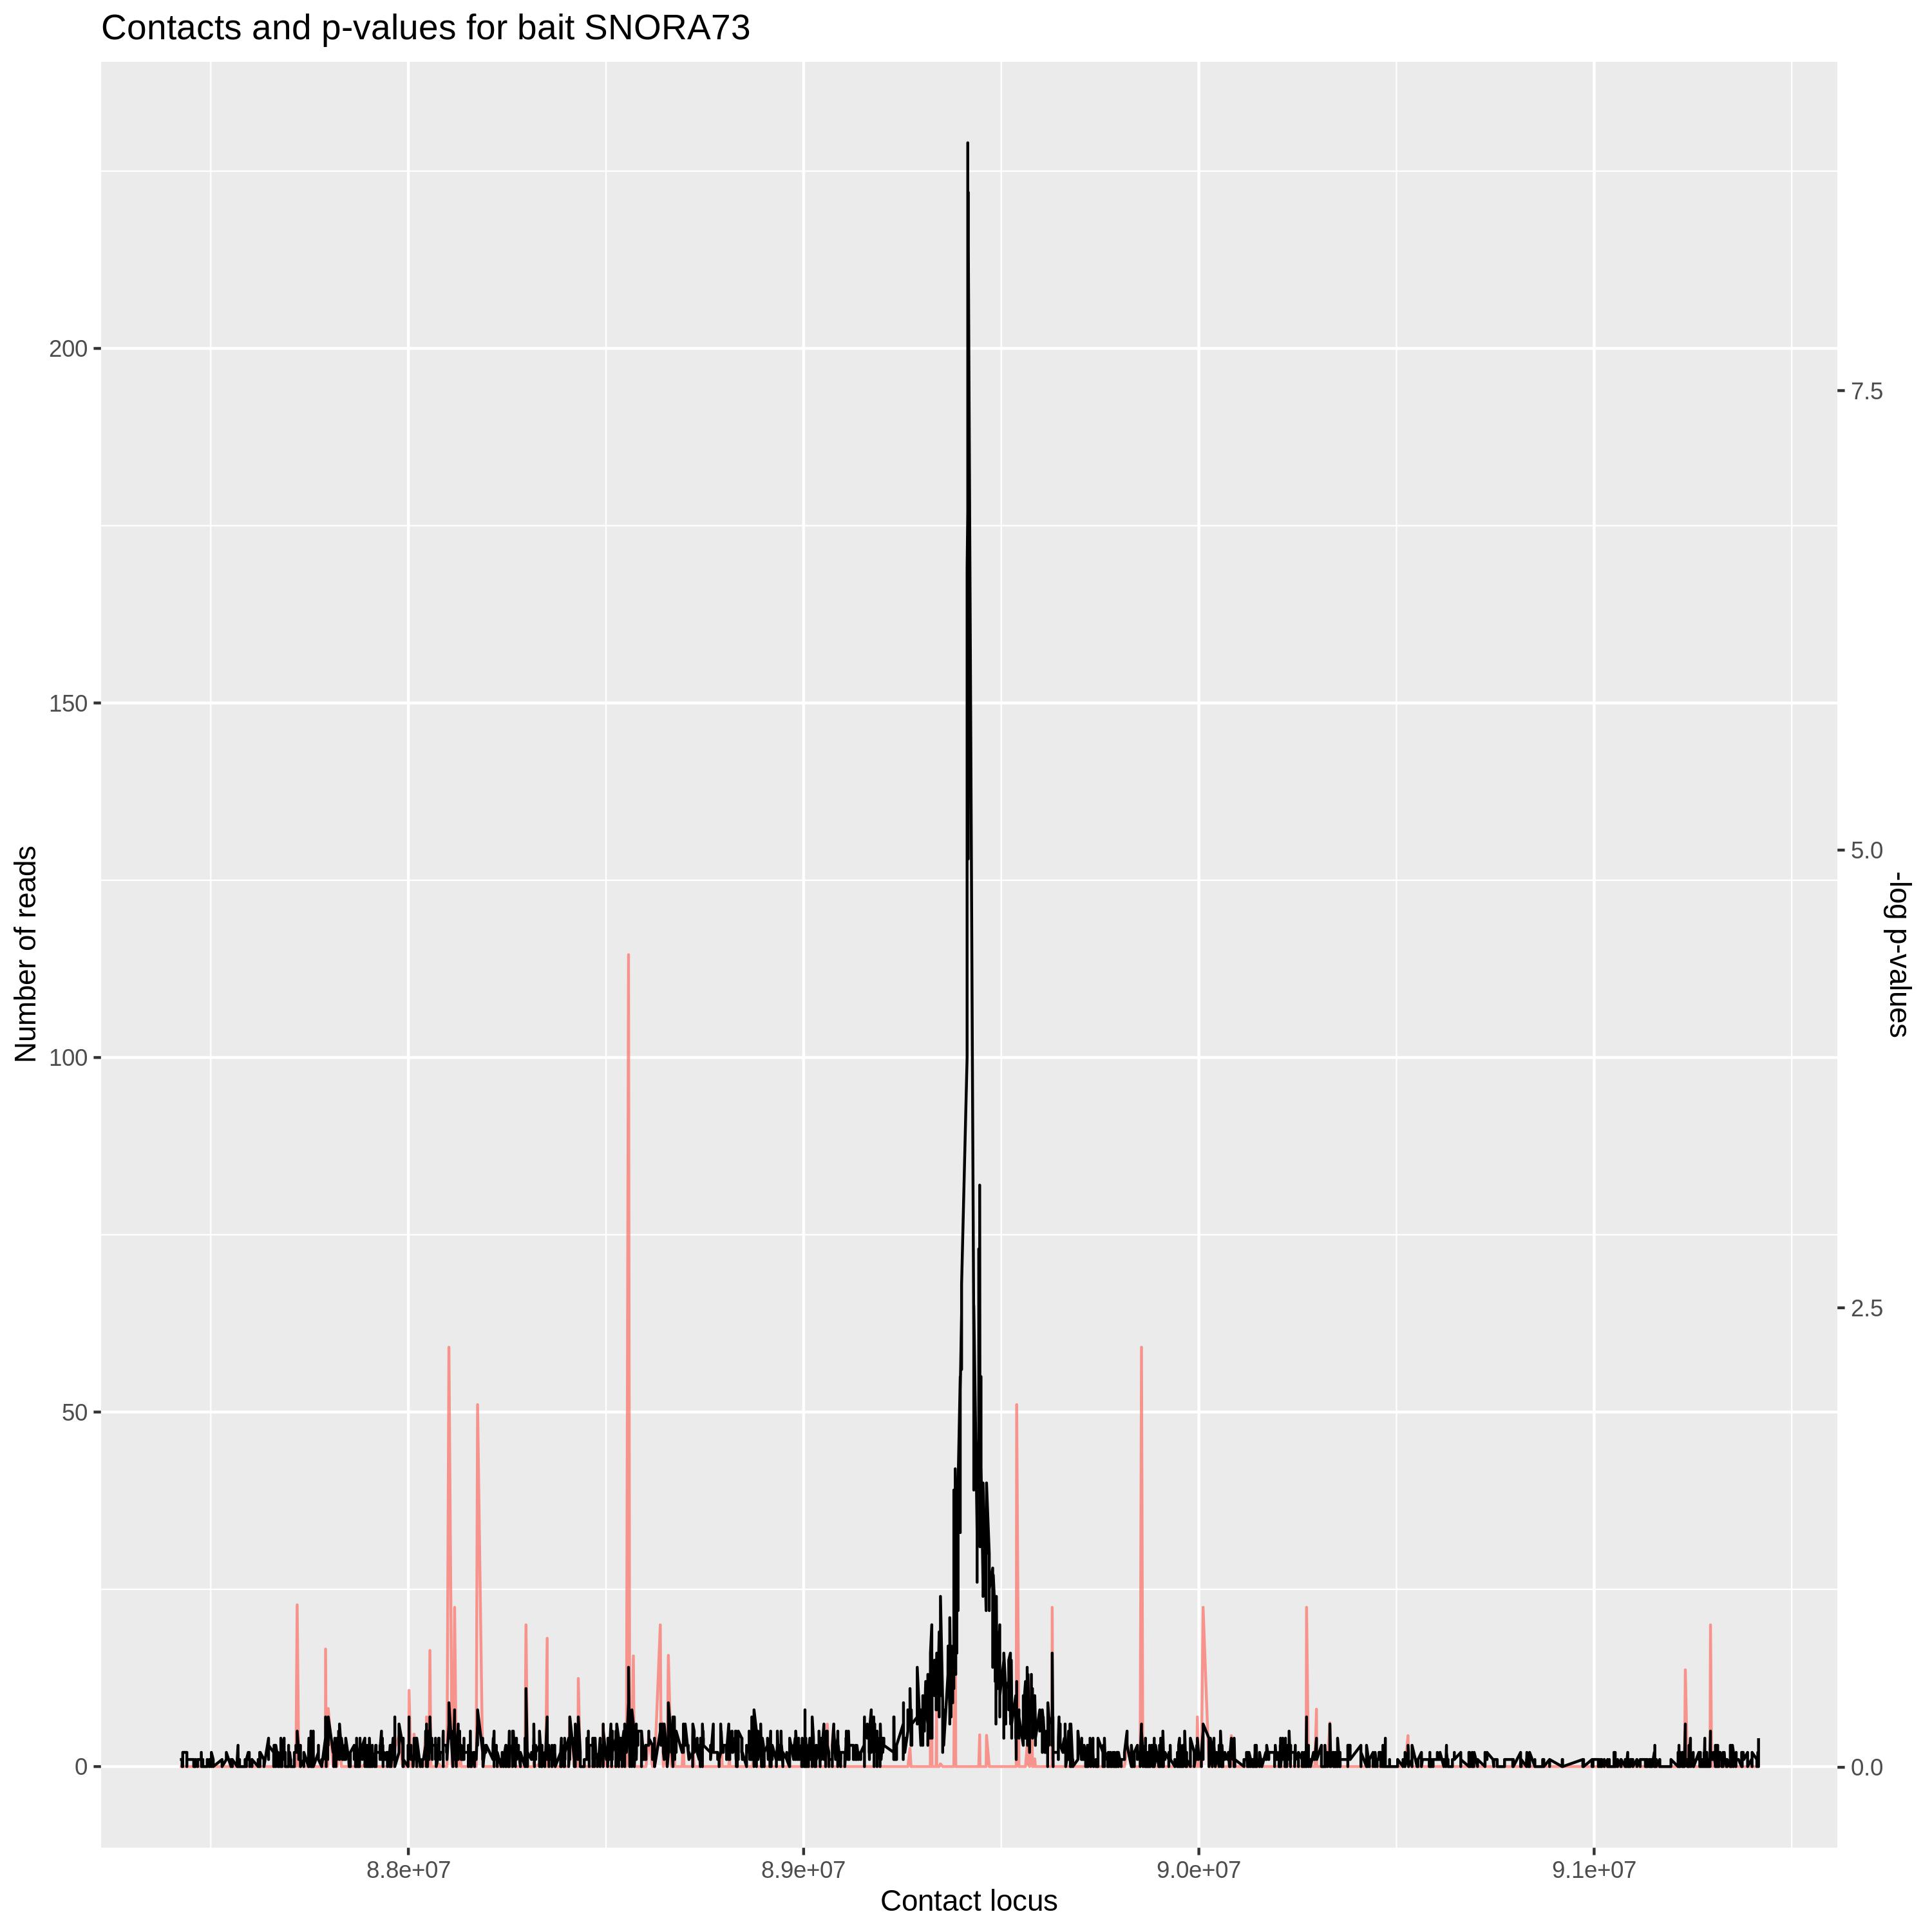 Contacts and p-values for bait SNORA73
Number of reads
200
150
100
50
0
7.5
5.0
2.5
0.0
-log p-values
8.8e+07 8.9e+07 9.0e+07 9.1e+07
Contact locus